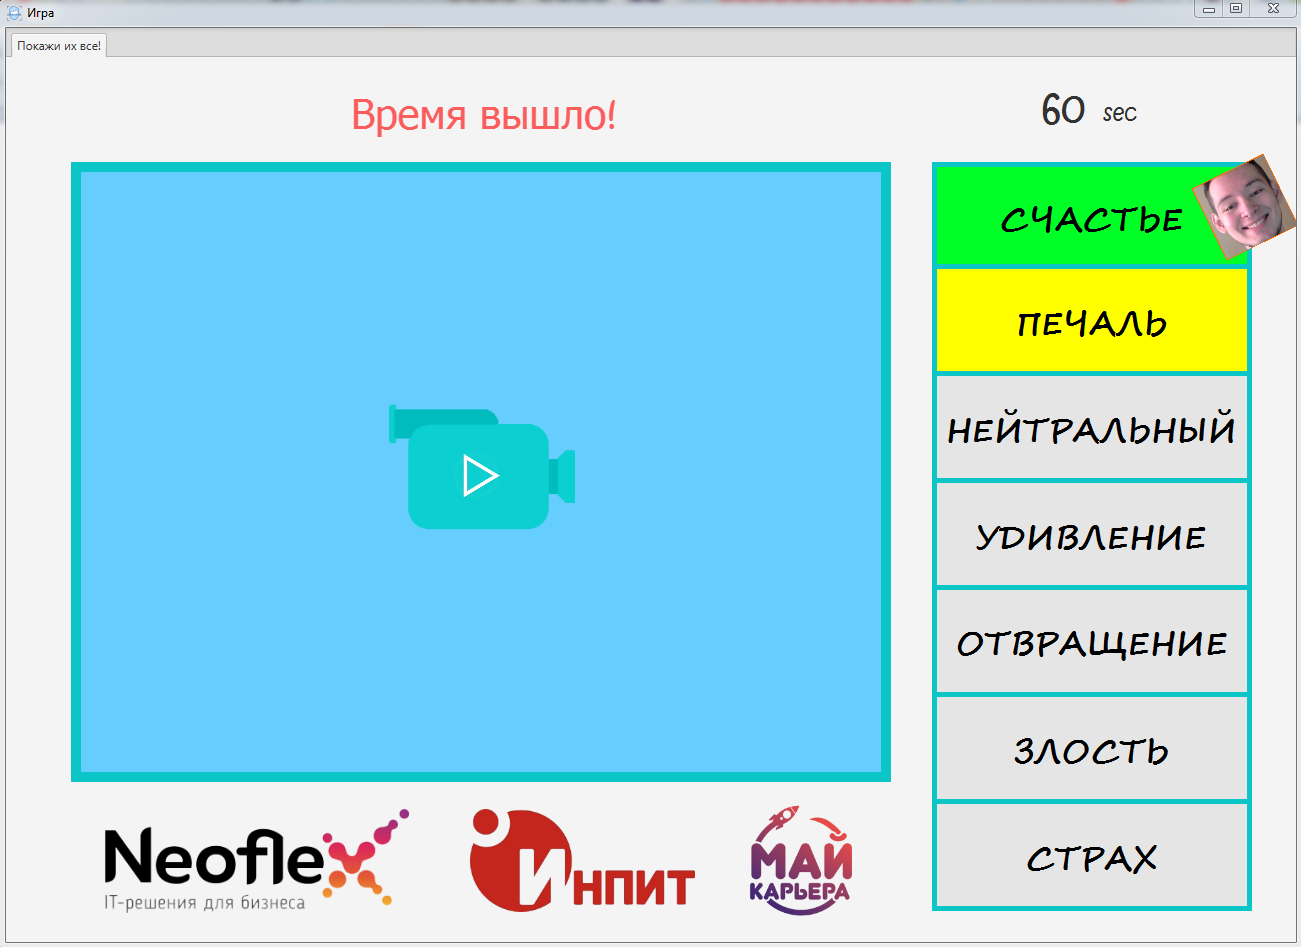 Игра
Покажи их все!
Время вышло!
60 sec
СЧАСТЬЕ
ПЕЧАЛЬ
НЕЙТРАЛЬНЫЙ
УДИВЛЕНИЕ
ОТВРАЩЕНИЕ
ЗЛОСТЬ
СТРАХ
Neoflex
IT-решения для бизнеса
Инпит
МАЙ
КАРЬЕРА